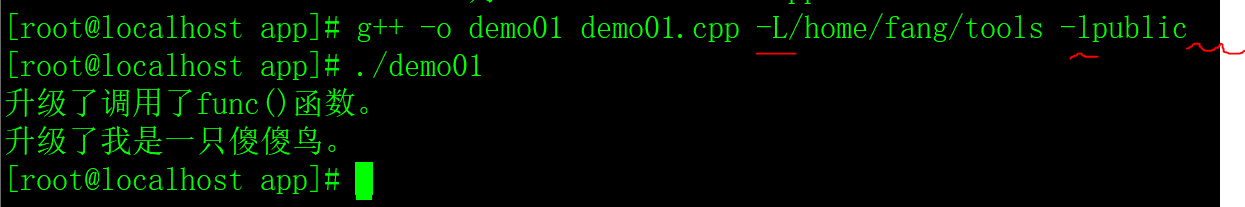 [root@localhost app]# g++ -o demo01 demo01.cpp -L/home/fang/tools -lpublic
[root@localhost app]# ./demo01
升级了调用了func()函数。
升级了我是一只傻傻鸟。
[root@localhost app]#